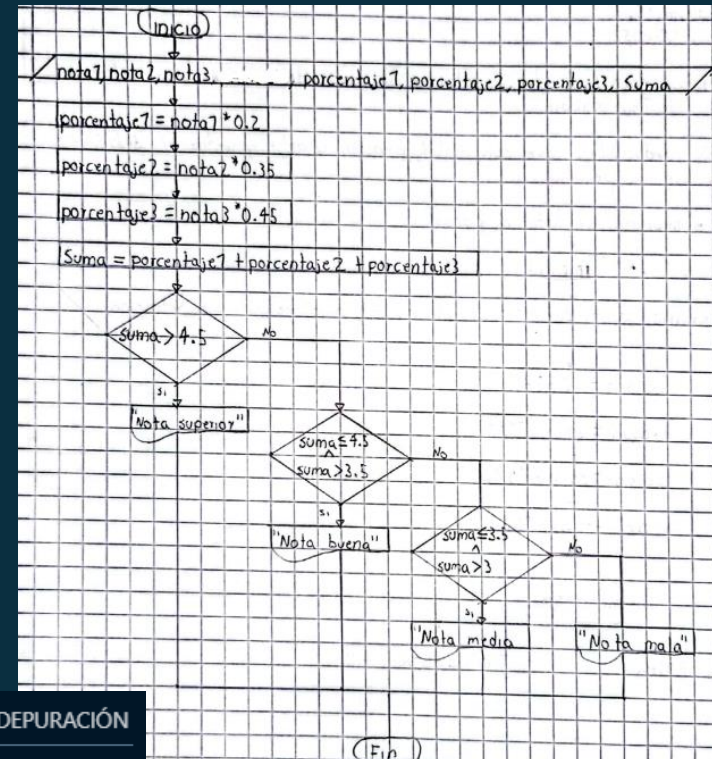 Inicio
nota1, nota2, nota3, ........ , porcentaje1, porcentaje2, porcentaje3, Suma
porcentaje1 = nota1*0.2
porcentaje2 = nota2*0.35
porcentaje3 = nota3*0.45
Suma = porcentaje1 + porcentaje2 + porcentaje3
suma > 4.5
No
si
"Nota superior"
suma ≤ 4.5
^
suma > 3.5
No
si
"Nota buena"
suma ≤ 3.5
^
suma > 3
No
si
"Nota media
"Nota mala"
DEPURACIÓN
Fin